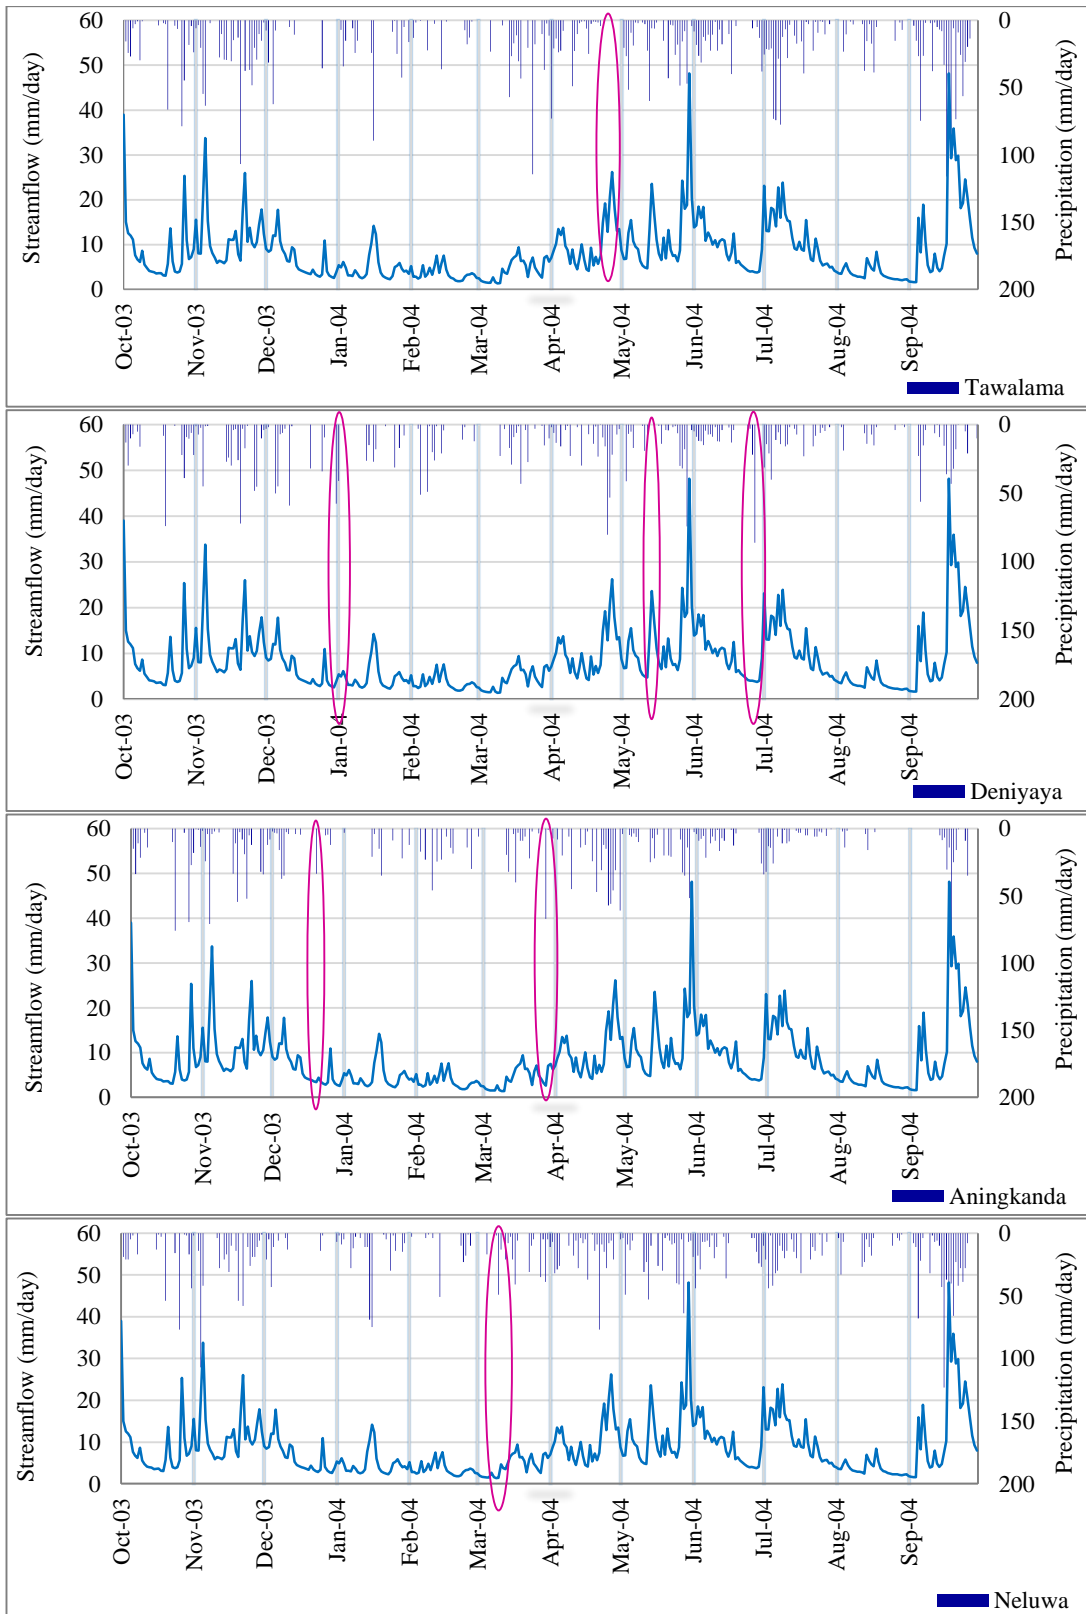 60
50
40
30
20
10
0
Streamflow (mm/day)
0
50
100
150
200
Precipitation (mm/day)
Oct-03
Nov-03
Dec-03
Jan-04
Feb-04
Mar-04
Apr-04
May-04
Jun-04
Jul-04
Aug-04
Sep-04
Tawalama
60
50
40
30
20
10
0
Streamflow (mm/day)
0
50
100
150
200
Precipitation (mm/day)
Oct-03
Nov-03
Dec-03
Jan-04
Feb-04
Mar-04
Apr-04
May-04
Jun-04
Jul-04
Aug-04
Sep-04
Deniyaya
60
50
40
30
20
10
0
Streamflow (mm/day)
0
50
100
150
200
Precipitation (mm/day)
Oct-03
Nov-03
Dec-03
Jan-04
Feb-04
Mar-04
Apr-04
May-04
Jun-04
Jul-04
Aug-04
Sep-04
Aningkanda
60
50
40
30
20
10
0
Streamflow (mm/day)
0
50
100
150
200
Precipitation (mm/day)
Oct-03
Nov-03
Dec-03
Jan-04
Feb-04
Mar-04
Apr-04
May-04
Jun-04
Jul-04
Aug-04
Sep-04
Neluwa